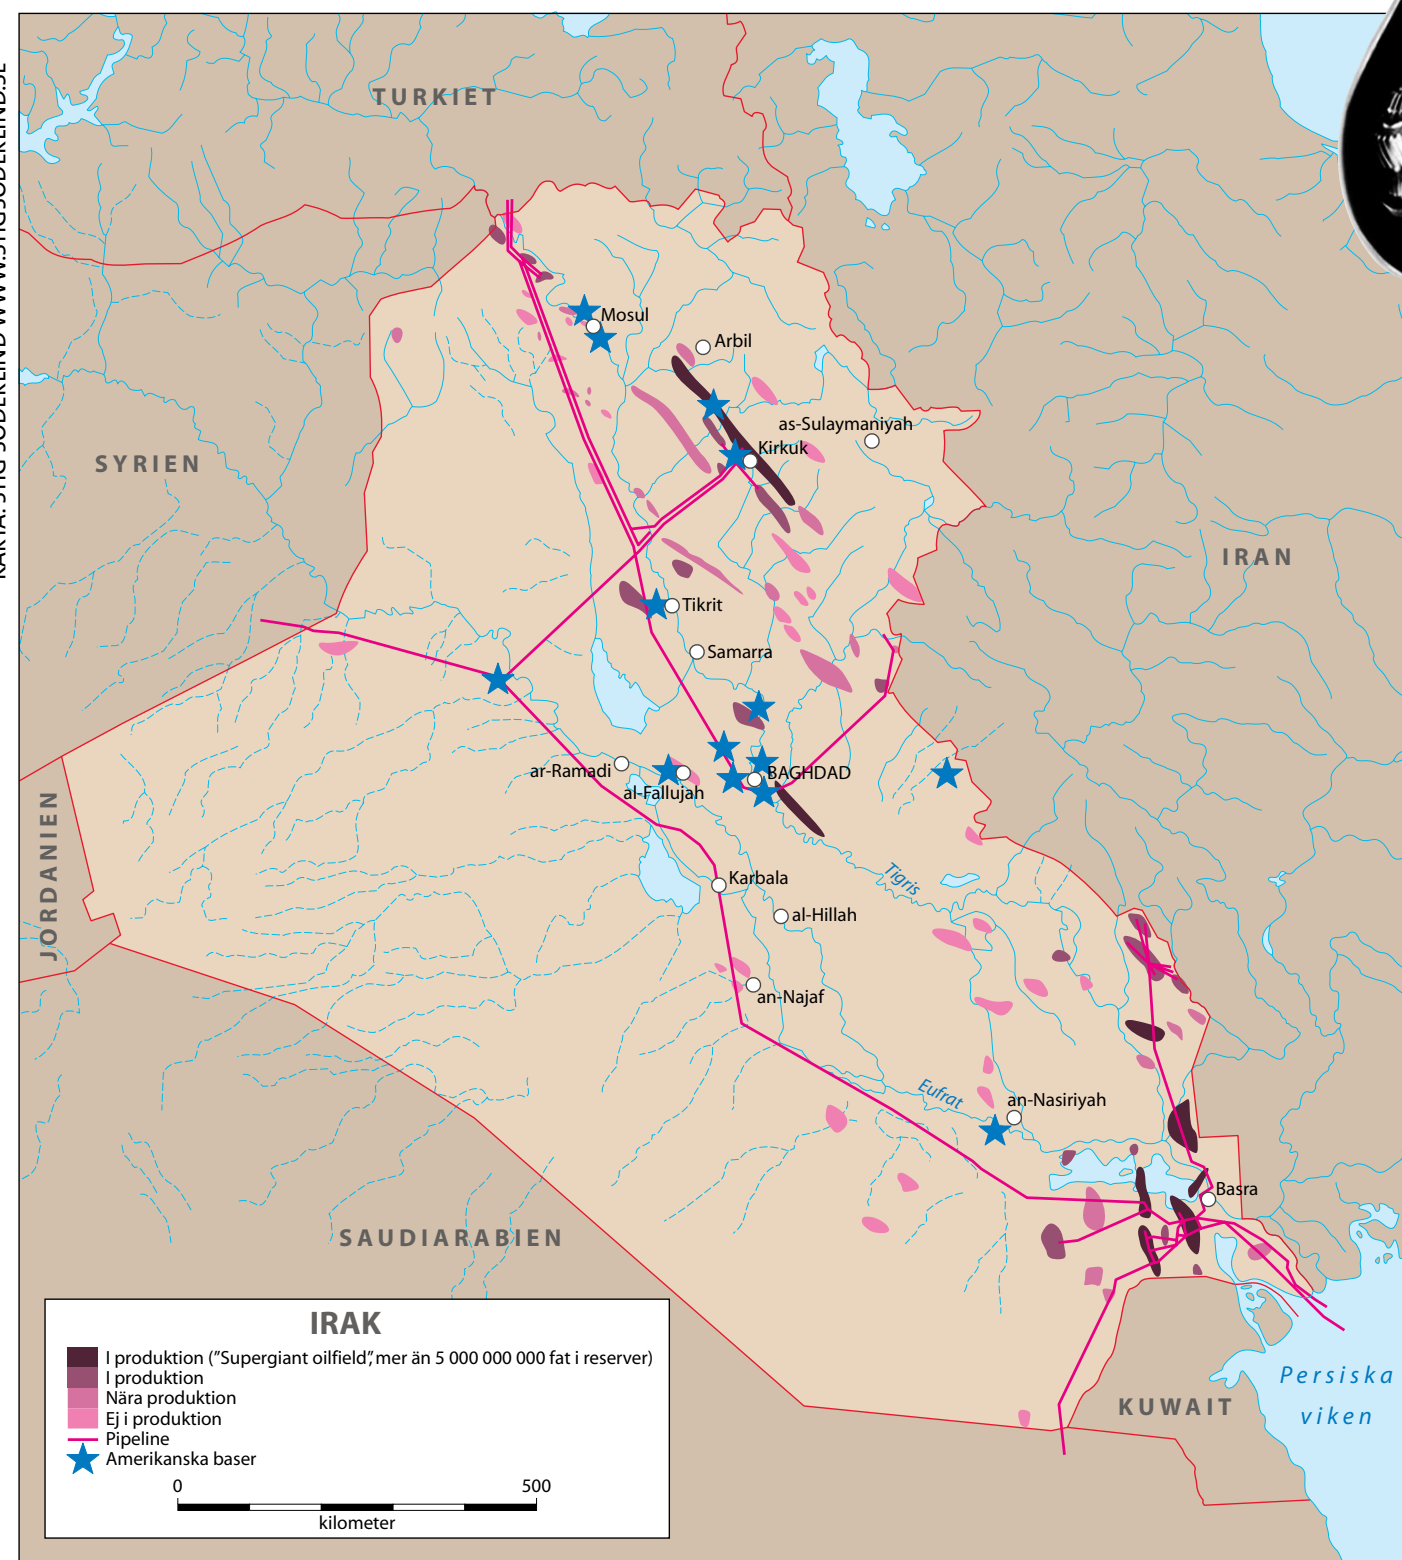 KARTA: STIG SÖDERLIND WWW.STIGSODERLIND.SE
TURKIET
Mosul
Arbil
as-Sulaymaniyah
Kirkuk
SYRIEN
IRAN
Tikrit
Samarra
ar-Ramadi
BAGHDAD
al-Fallujah
JORDANIEN
Karbala
Tigris
al-Hillah
an-Najaf
Eufrat
an-Nasiriyah
Basra
SAUDIARABIEN
KUWAIT
Persiska
viken
IRAK
I produktion ("Supergiant oilfield", mer än 5 000 000 000 fat i reserver)
I produktion
Nära produktion
Ej i produktion
Pipeline
Amerikanska baser
0 500
kilometer